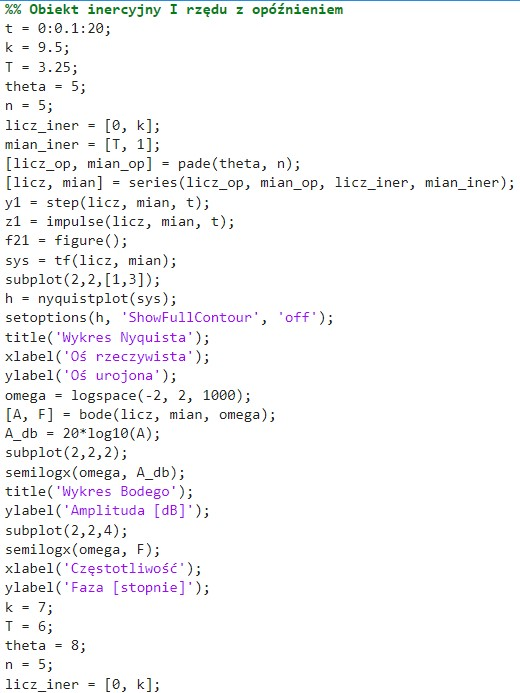 %% Obiekt inercyjny I rzędu z opóźnieniem
t = 0:0.1:20;
k = 9.5;
T = 3.25;
theta = 5;
n = 5;
licz_iner = [0, k];
mian_iner = [T, 1];
[licz_op, mian_op] = pade(theta, n);
[licz, mian] = series(licz_op, mian_op, licz_iner, mian_iner);
y1 = step(licz, mian, t);
z1 = impulse(licz, mian, t);
f21 = figure();
sys = tf(licz, mian);
subplot(2,2,[1,3]);
h = nyquistplot(sys);
setoptions(h, 'ShowFullContour', 'off');
title('Wykres Nyquista');
xlabel('Oś rzeczywista');
ylabel('Oś urojona');
omega = logspace(-2, 2, 1000);
[A, F] = bode(licz, mian, omega);
A_db = 20*log10(A);
subplot(2,2,2);
semilogx(omega, A_db);
title('Wykres Bodego');
ylabel('Amplituda [dB]');
subplot(2,2,4);
semilogx(omega, F);
xlabel('Częstotliwość');
ylabel('Faza [stopnie]');
k = 7;
T = 6;
theta = 8;
n = 5;
licz_iner = [0, k];